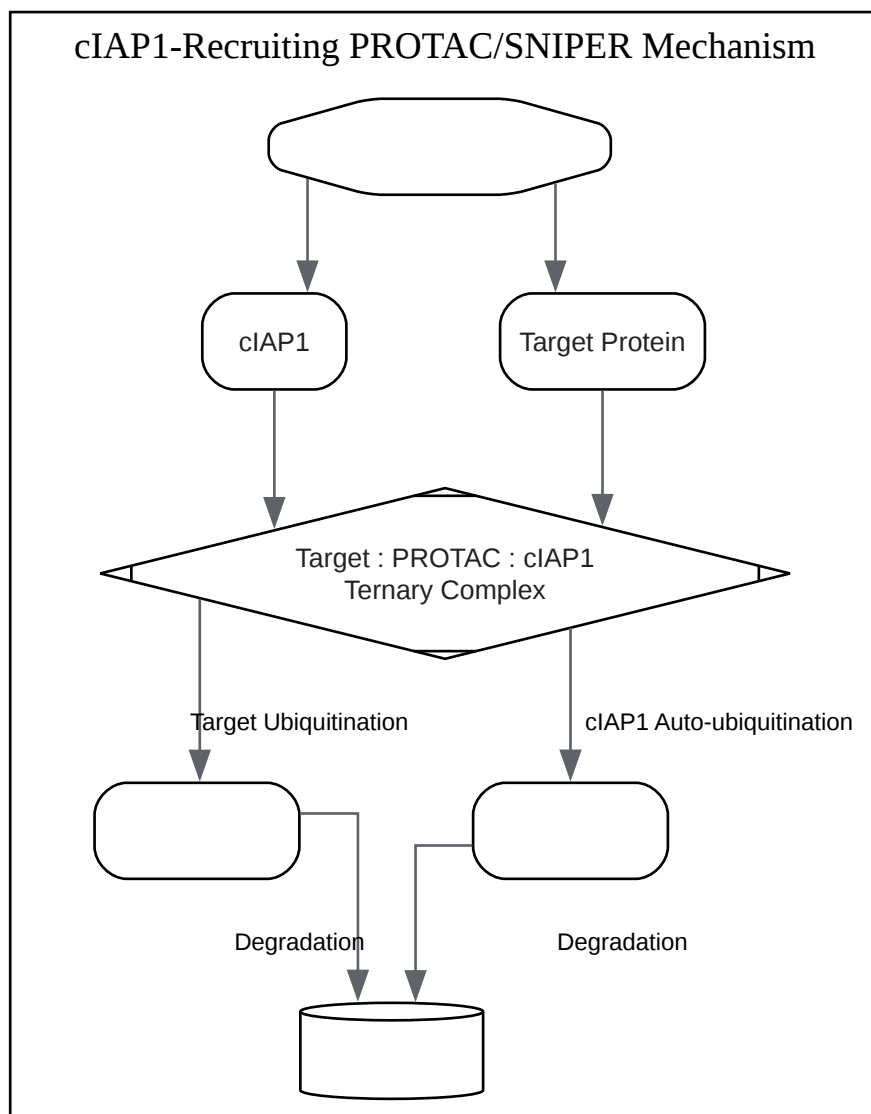 cIAP1-Recruiting PROTAC/SNIPER Mechanism
cIAP1
Target Protein
Target : PROTAC : cIAP1
Ternary Complex
Target Ubiquitination
cIAP1 Auto-ubiquitination
Degradation
Degradation